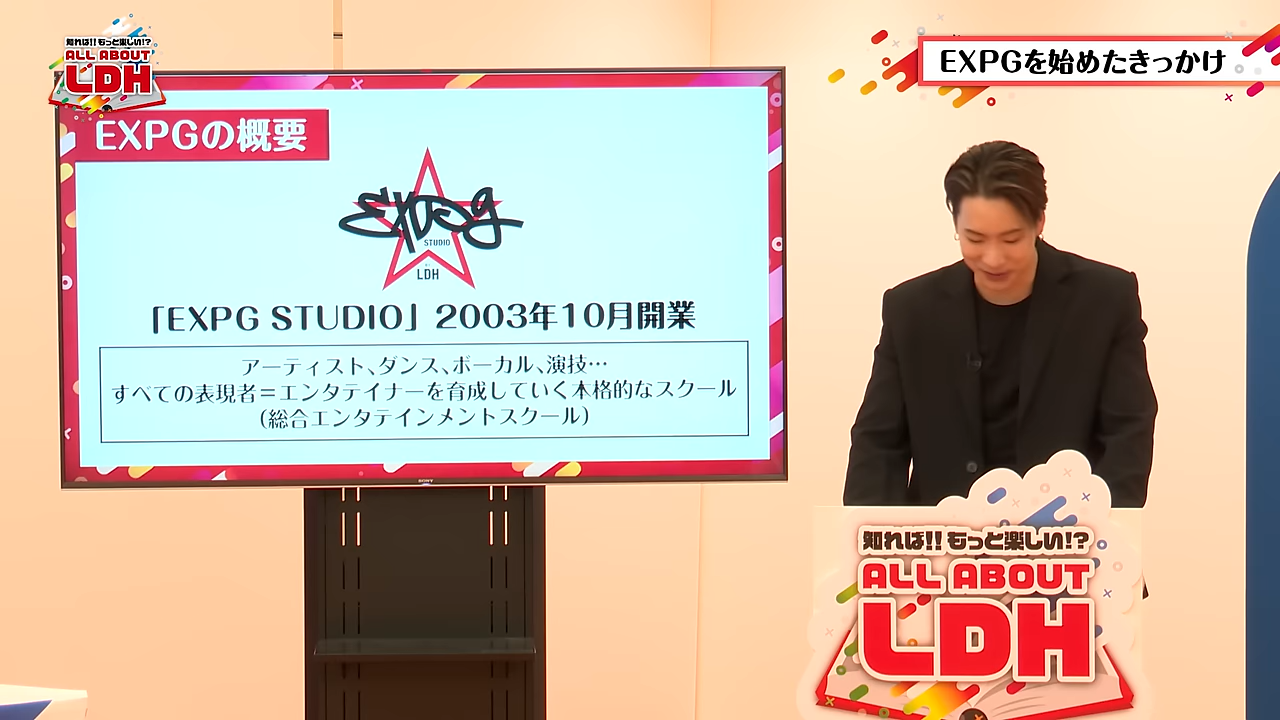 知れば!!もっと楽しい!?
ALL ABOUT
LDH
EXPGを始めたきっかけ
EXPGの概要
EXPG
STUDIO
LDH
「EXPG STUDIO」2003年10月開業
アーティスト、ダンス、ボーカル、演技…
すべての表現者=エンタテイナーを育成していく本格的なスクール
(総合エンタテインメントスクール)
SONY
知れば!!もっと楽しい!?
ALL ABOUT
LDH